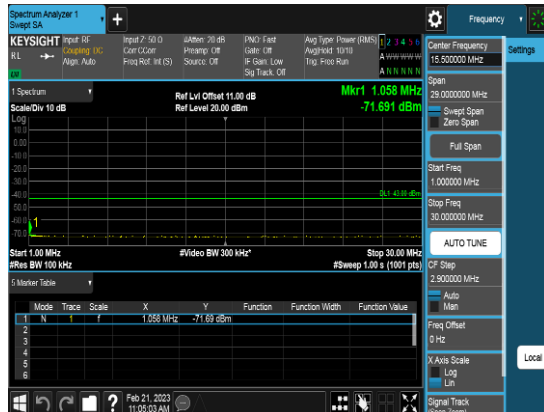 Spectrum Analyzer 1
Swept SA
+
Frequency
KEYSIGHT
RL
Input: RF
Coupling: DC
Align: Auto
Input Z: 50 Ω
Corr CCorr
Freq Ref: Int (S)
#Atten: 20 dB
Preamp: Off
Source: Off
PNO: Fast
Gate: Off
IF Gain: Low
Sig Track: Off
Avg Type: Power (RMS)
Avg|Hold: 10/10
Trig: Free Run
1 2 3 4 5 6
A W W W W W
A N N N N N
1 Spectrum
Scale/Div 10 dB
Ref Lvl Offset 11.00 dB
Ref Level 20.00 dBm
Mkr1 1.058 MHz
-71.691 dBm
Log
10.0
0.00
-10.0
-20.0
-30.0
-40.0
-50.0
-60.0
-70.0
DL1 -43.00 dBm
1
Start 1.00 MHz
#Res BW 100 kHz
#Video BW 300 kHz*
Stop 30.00 MHz
#Sweep 1.00 s (1001 pts)
5 Marker Table
Mode Trace Scale X Y Function Function Width Function Value
1 N 1 f 1.058 MHz -71.69 dBm
2
3
4
5
6
?
Feb 21, 2023
11:05:03 AM
Center Frequency
15.500000 MHz
Settings
Span
29.0000000 MHz
Swept Span
Zero Span
Full Span
Start Freq
1.000000 MHz
Stop Freq
30.000000 MHz
AUTO TUNE
CF Step
2.900000 MHz
Auto
Man
Freq Offset
0 Hz
X Axis Scale
Log
Lin
Local
Signal Track
(Span Zoom)